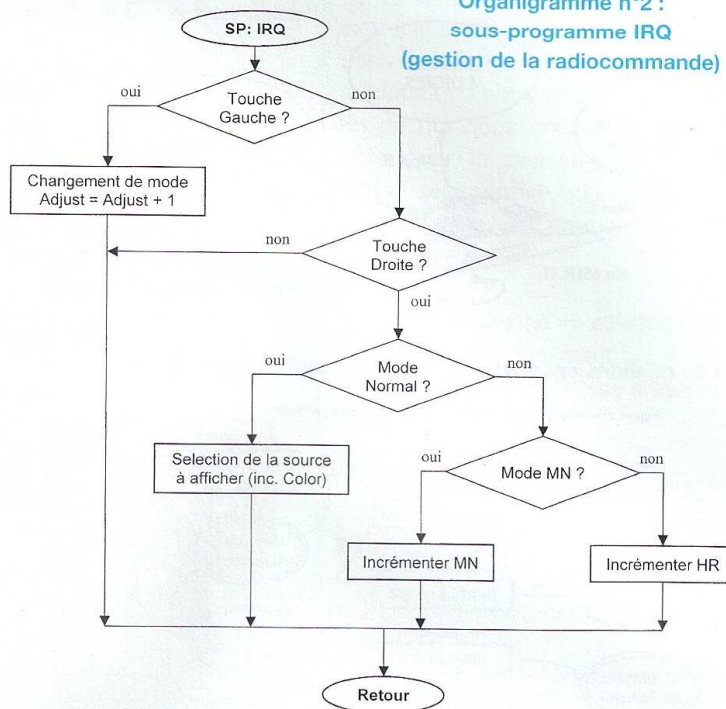 Organigramme n°2 :
sous-programme IRQ
(gestion de la radiocommande)
SP: IRQ
oui
Touche
Gauche ?
non
Changement de mode
Adjust = Adjust + 1
non
Touche
Droite ?
oui
oui
Mode
Normal ?
non
Selection de la source
à afficher (inc. Color)
oui
Mode MN ?
non
Incrémenter MN
Incrémenter HR
Retour